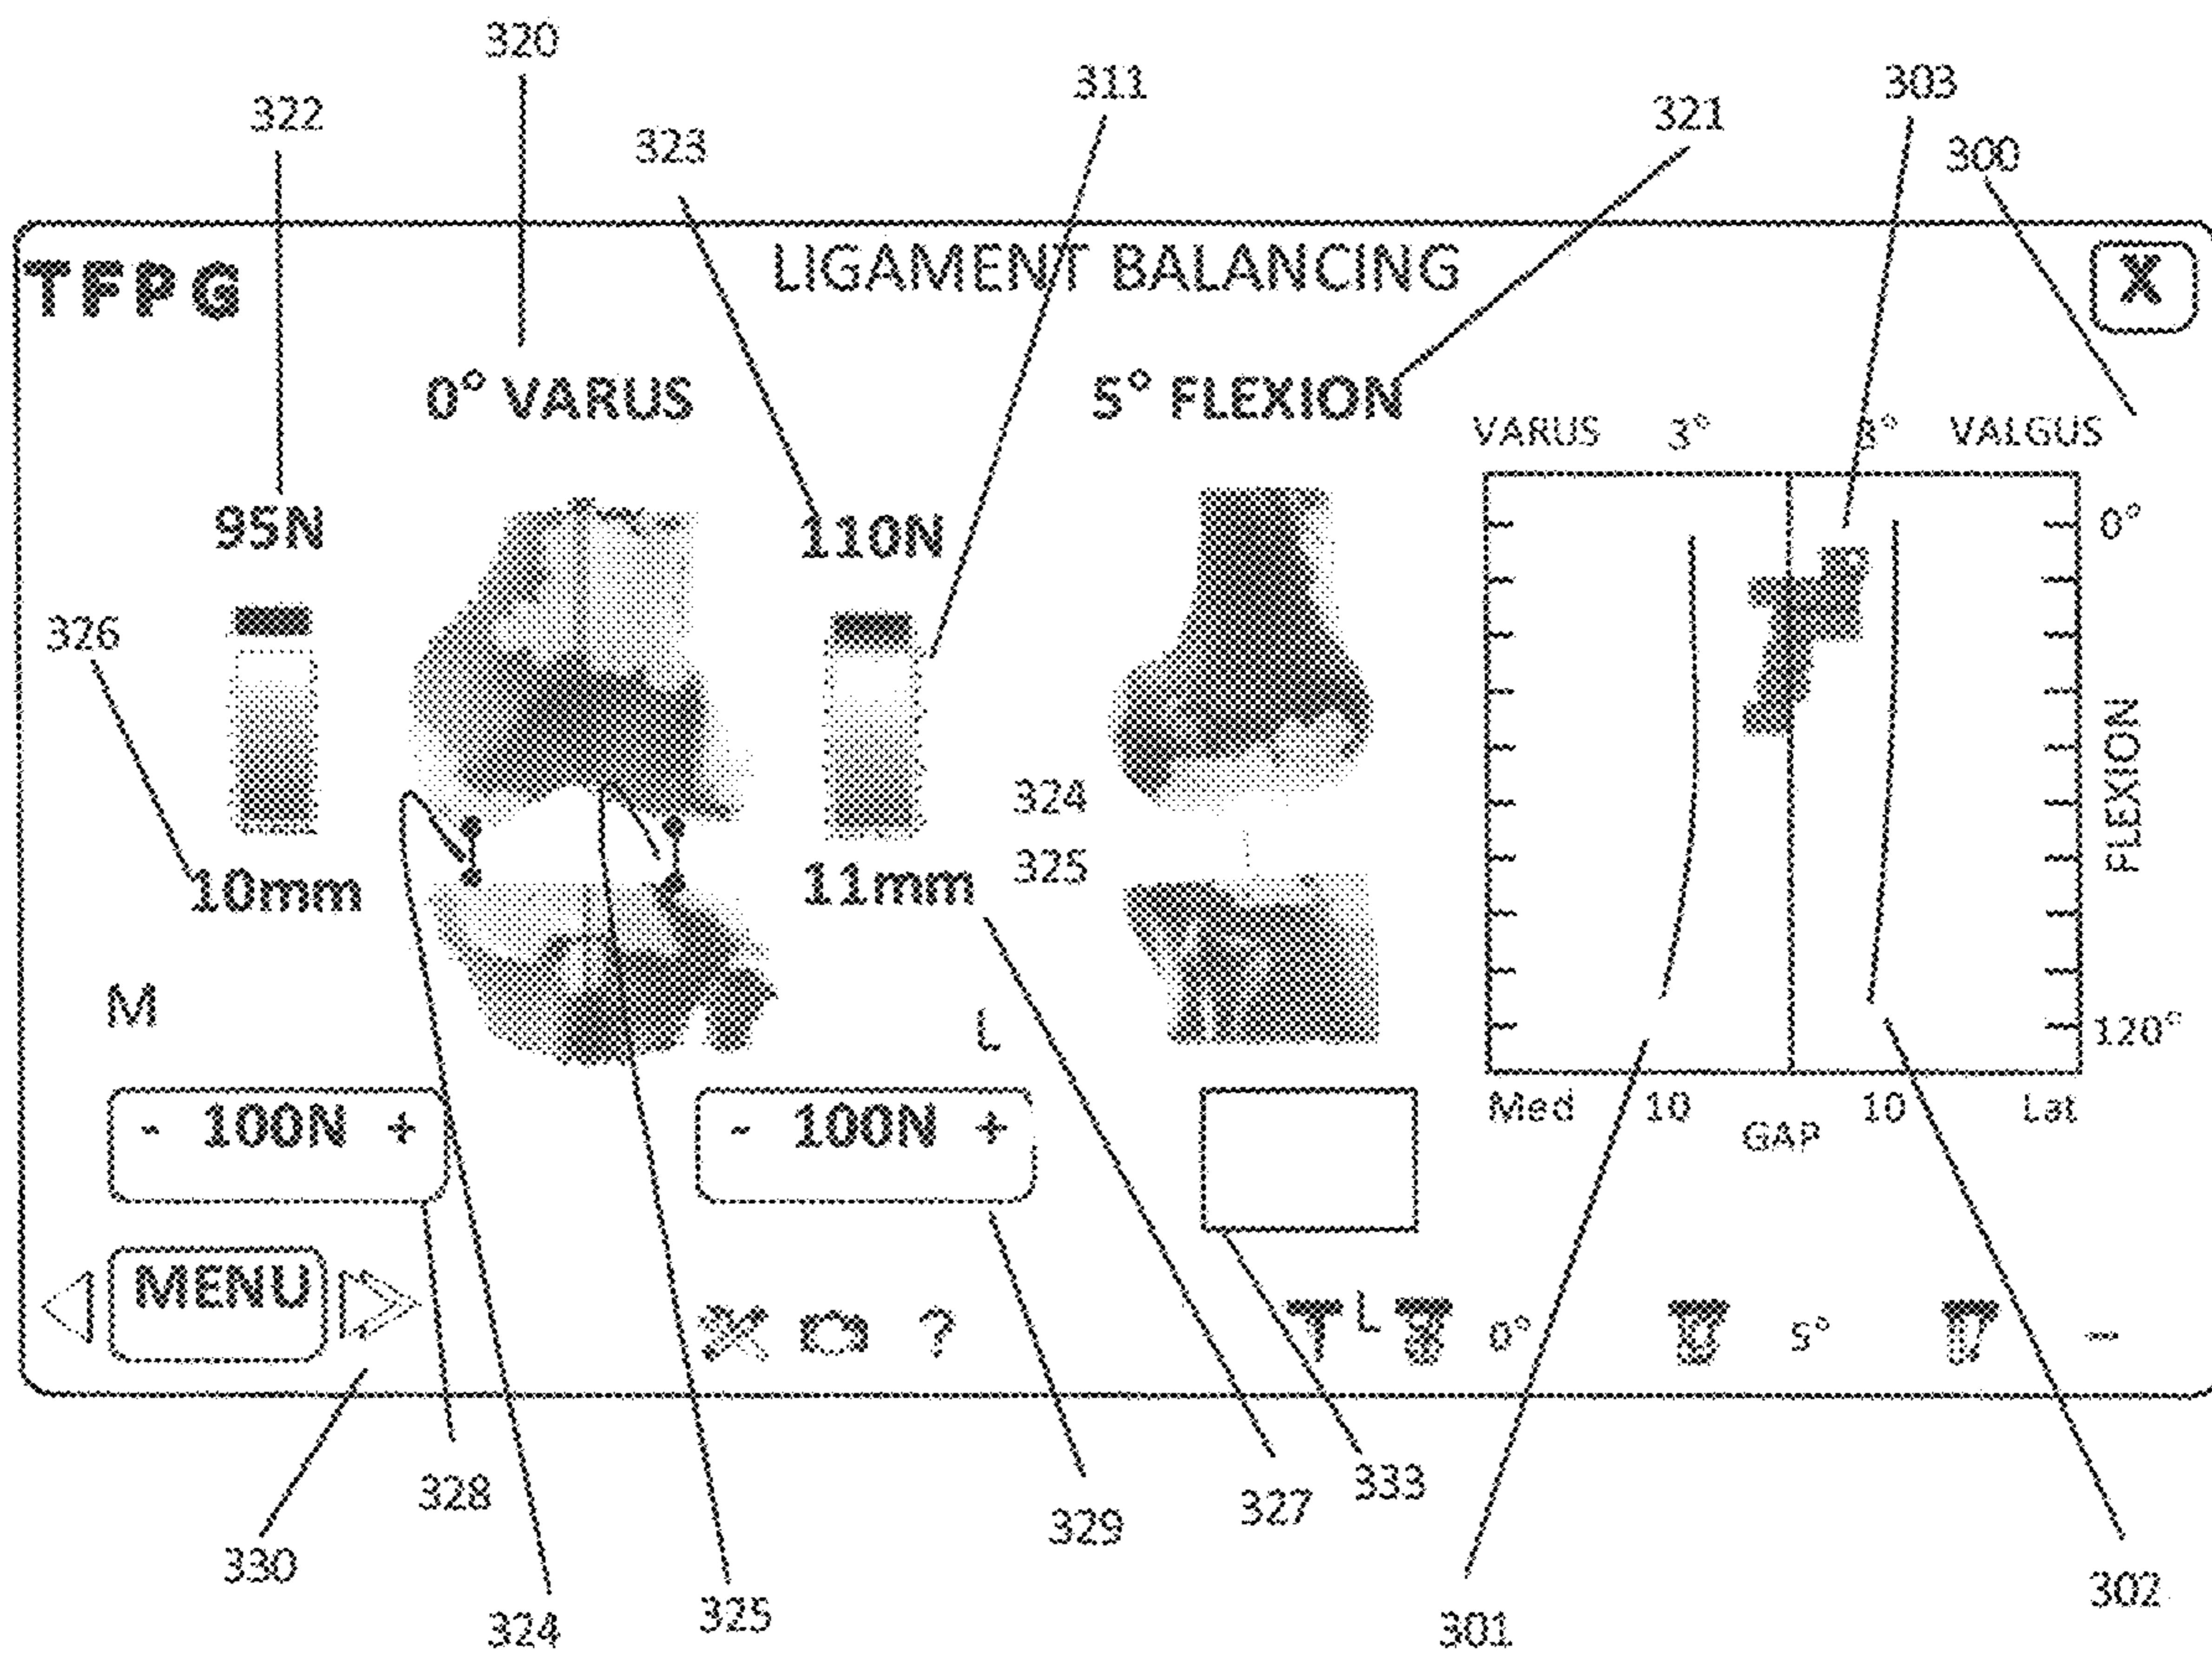 320
311
303
322
323
321
300
TFPG
LIGAMENT BALANCING
X
0° VARUS
5° FLEXION
VARUS 3° 3° VALGUS
95N
110N
0°
326
FLEXION
324
325
10mm
11mm
M
L
120°
- 100N +
- 100N +
Med 10 10 Lat
GAP
MENU
?
L
0°
5°
--
328
333
327
329
330
302
324
325
301